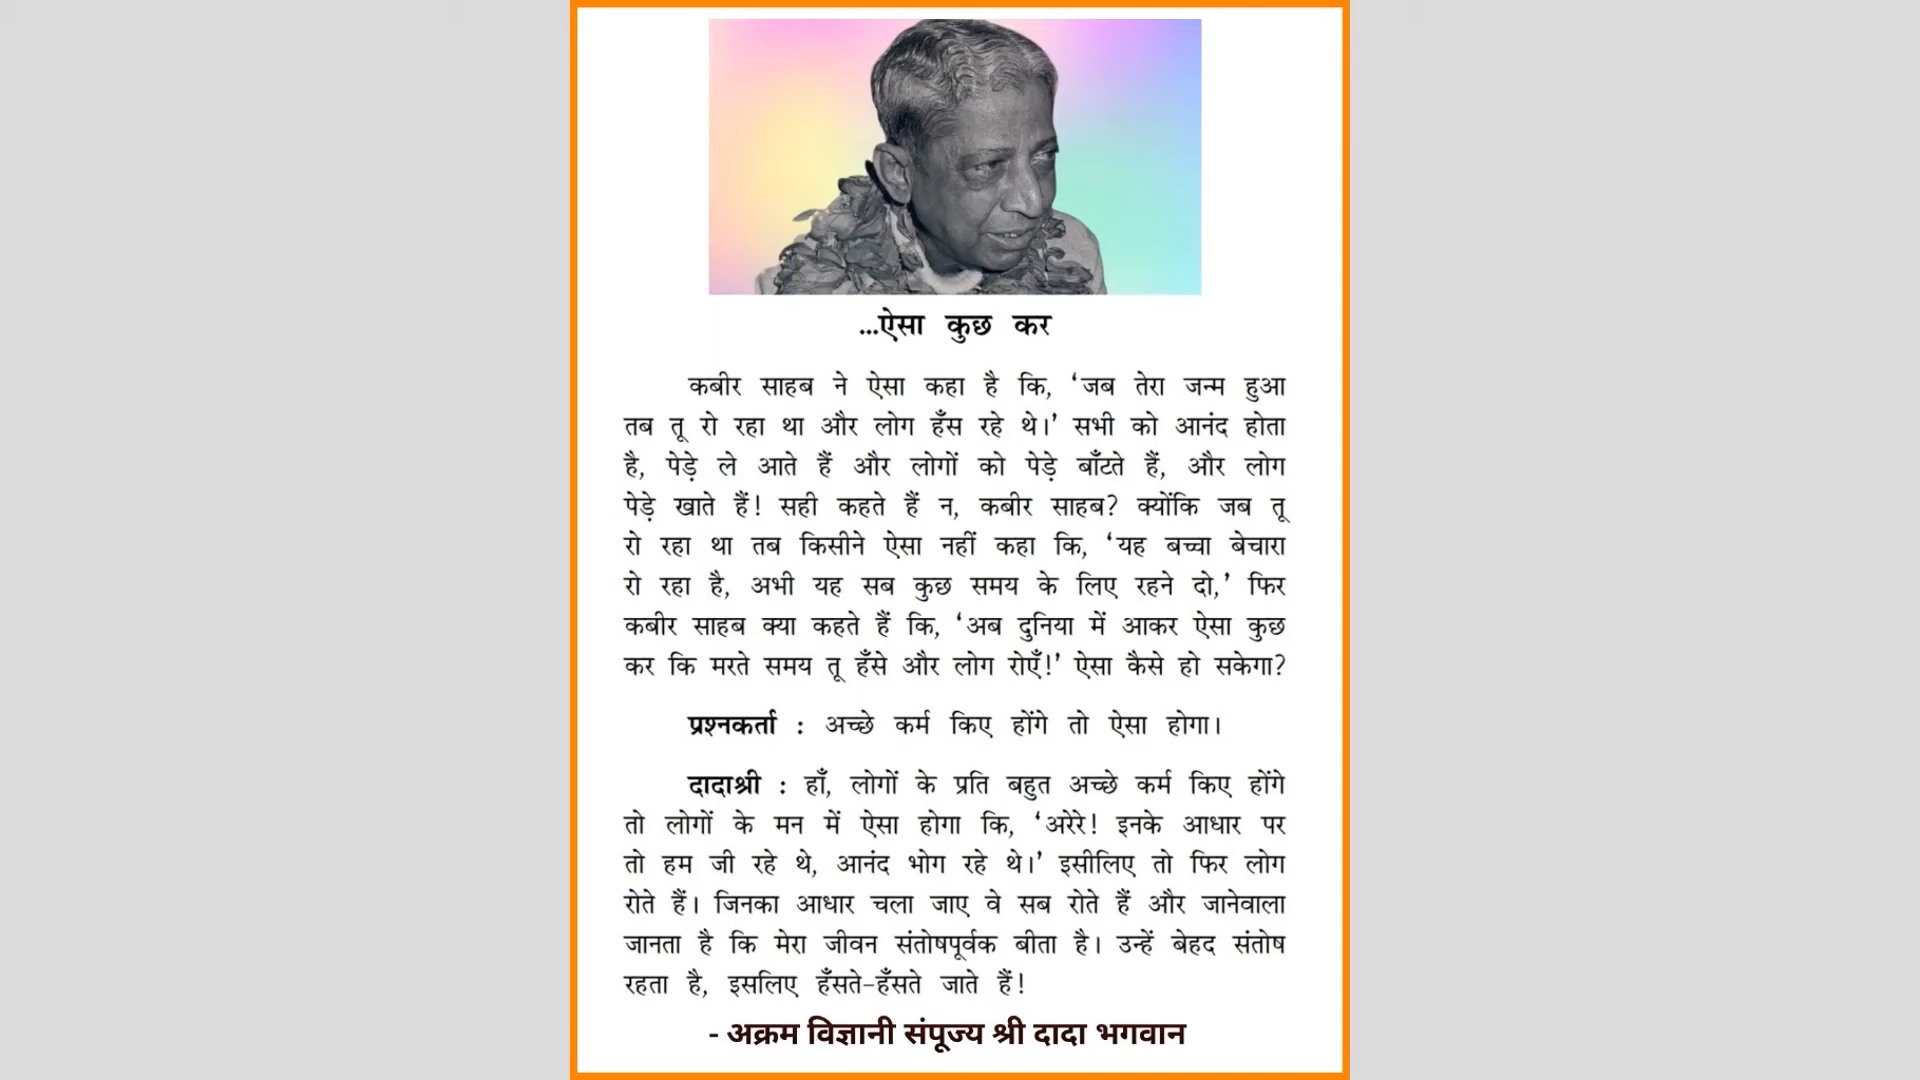 ...ऐसा कुछ कर
कबीर साहब ने ऐसा कहा है कि, ‘जब तेरा जन्म हुआ
तब तू रो रहा था और लोग हँस रहे थे।’ सभी को आनंद होता
है, पेड़े ले आते हैं और लोगों को पेड़े बाँटते हैं, और लोग
पेड़े खाते हैं! सही कहते हैं न, कबीर साहब? क्योंकि जब तू
रो रहा था तब किसीने ऐसा नहीं कहा कि, ‘यह बच्चा बेचारा
रो रहा है, अभी यह सब कुछ समय के लिए रहने दो,’ फिर
कबीर साहब क्या कहते हैं कि, ‘अब दुनिया में आकर ऐसा कुछ
कर कि मरते समय तू हँसे और लोग रोएँ!’ ऐसा कैसे हो सकेगा?
प्रश्नकर्ता : अच्छे कर्म किए होंगे तो ऐसा होगा।
दादाश्री : हाँ, लोगों के प्रति बहुत अच्छे कर्म किए होंगे
तो लोगों के मन में ऐसा होगा कि, ‘अरेरे! इनके आधार पर
तो हम जी रहे थे, आनंद भोग रहे थे।’ इसीलिए तो फिर लोग
रोते हैं। जिनका आधार चला जाए वे सब रोते हैं और जानेवाला
जानता है कि मेरा जीवन संतोषपूर्वक बीता है। उन्हें बेहद संतोष
रहता है, इसलिए हँसते-हँसते जाते हैं!
- अक्रम विज्ञानी संपूज्य श्री दादा भगवान